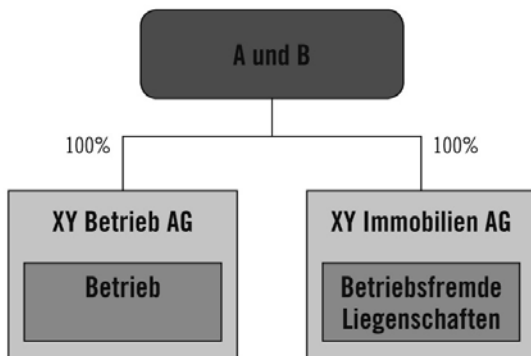 A und B
100%
100%
XY Betrieb AG
XY Immobilien AG
Betrieb
Betriebsfremde
Liegenschaften